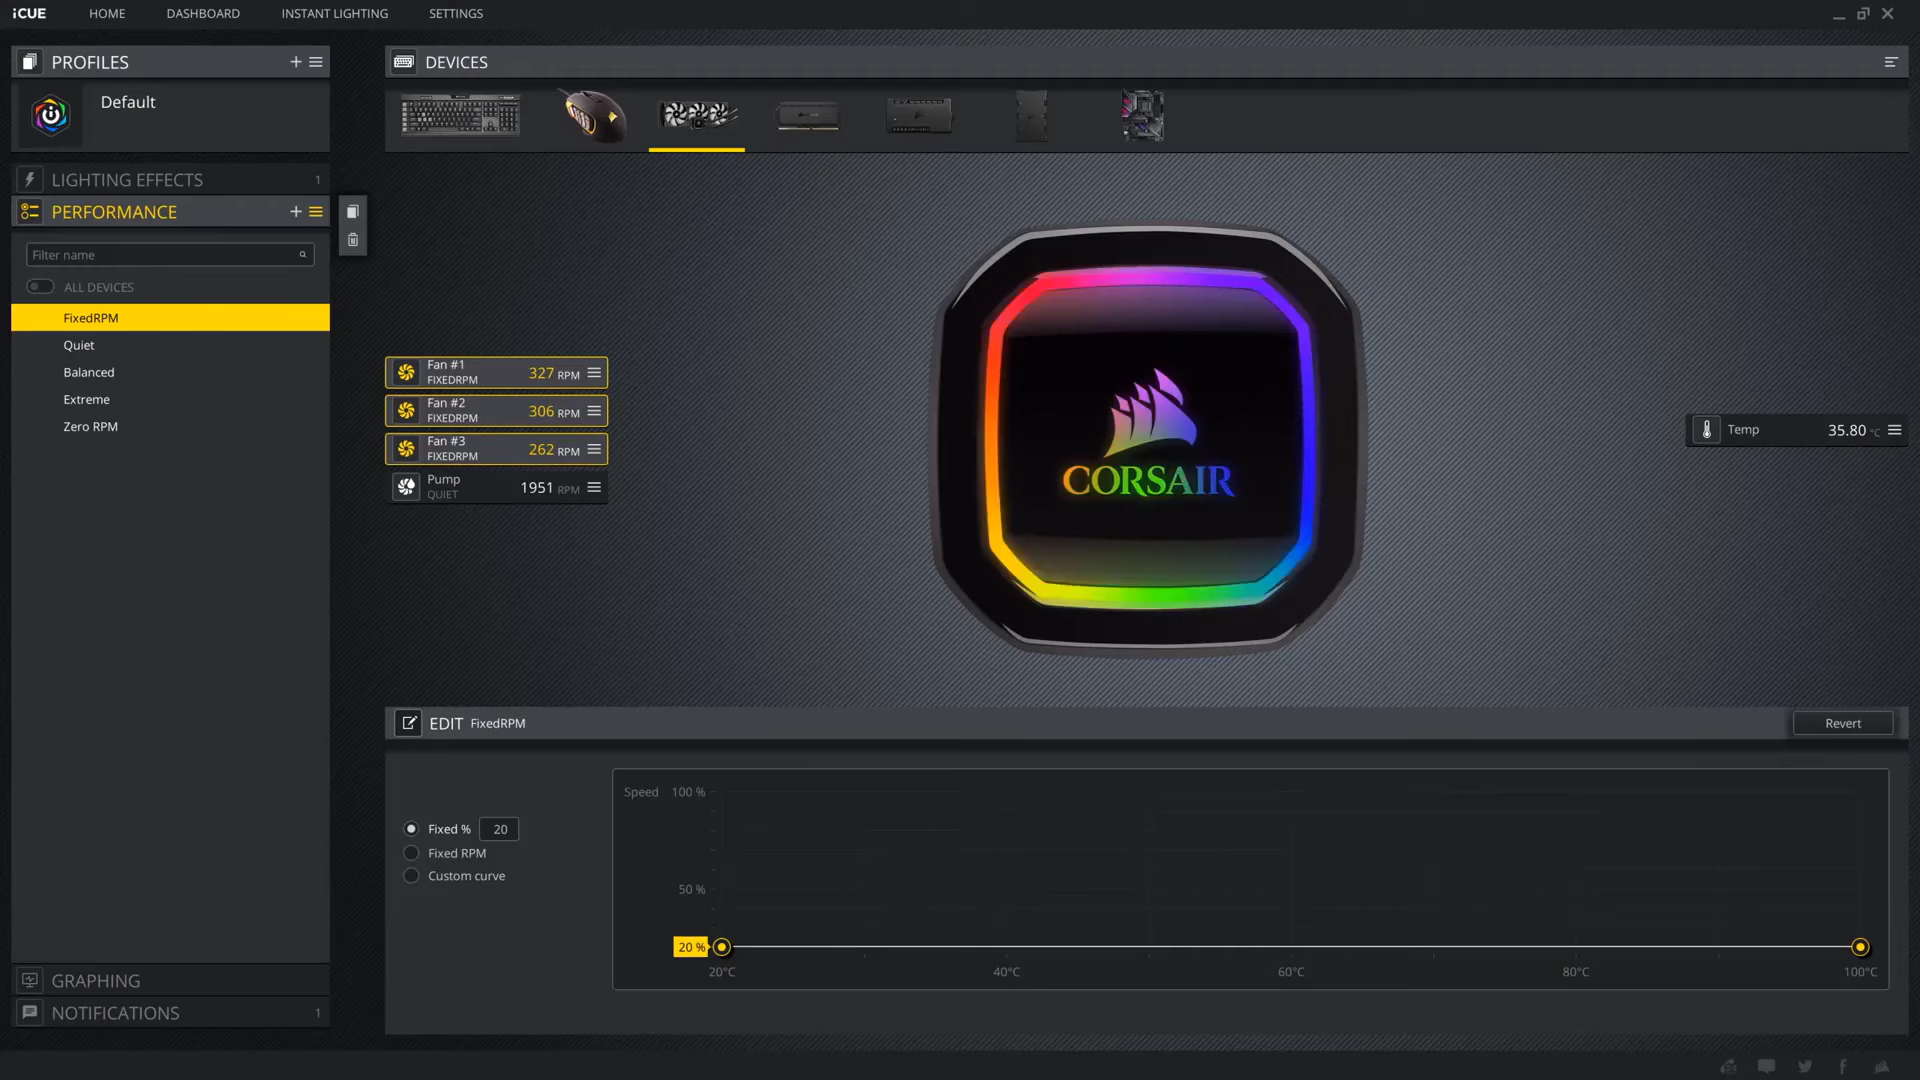 iCUE HOME DASHBOARD INSTANT LIGHTING SETTINGS
PROFILES
Default
LIGHTING EFFECTS 1
PERFORMANCE
Filter name
ALL DEVICES
FixedRPM
Quiet
Balanced
Extreme
Zero RPM
GRAPHING
NOTIFICATIONS 1
DEVICES
Fan #1
FIXEDRPM 327 RPM
Fan #2
FIXEDRPM 306 RPM
Fan #3
FIXEDRPM 262 RPM
Pump
QUIET 1951 RPM
CORSAIR
Temp 35.80 °C
EDIT FixedRPM Revert
Fixed % 20
Fixed RPM
Custom curve
Speed 100 %
50 %
20 %
20°C 40°C 60°C 80°C 100°C